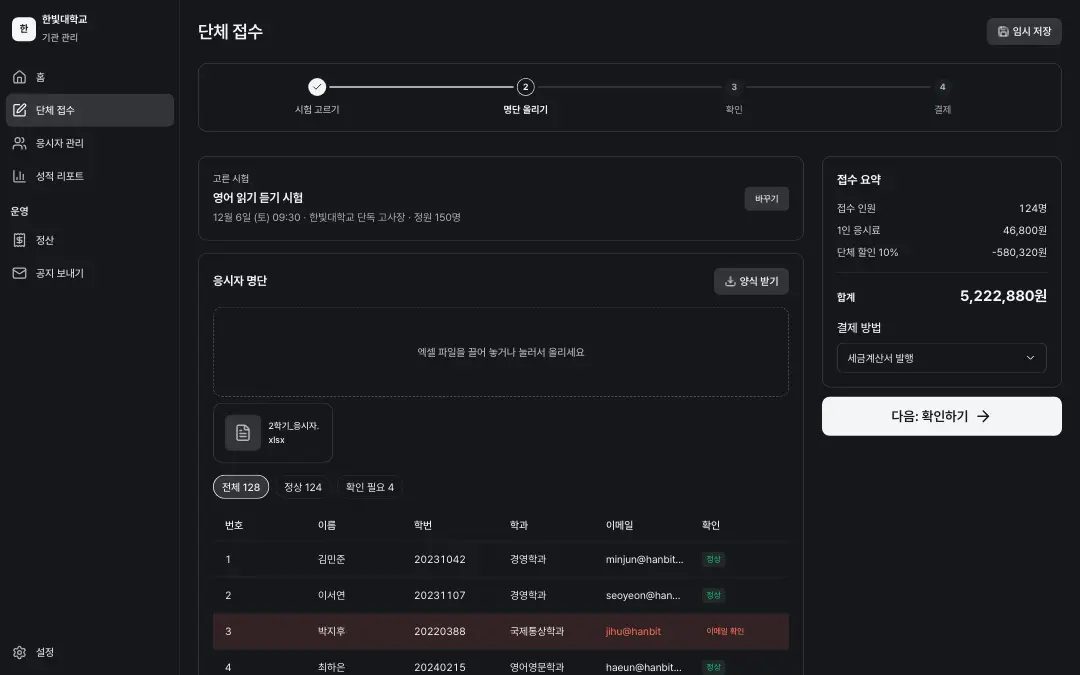 한
한빛대학교
기관 관리
홈
단체 접수
응시자 관리
성적 리포트
운영
정산
공지 보내기
설정
단체 접수
임시 저장
시험 고르기
2
명단 올리기
3
확인
4
결제
고른 시험
영어 읽기 듣기 시험
12월 6일 (토) 09:30 · 한빛대학교 단독 고사장 · 정원 150명
바꾸기
응시자 명단
양식 받기
엑셀 파일을 끌어 놓거나 눌러서 올리세요
2학기_응시자.
xlsx
전체 128 정상 124 확인 필요 4
번호 이름 학번 학과 이메일 확인
1 김민준 20231042 경영학과 minjun@hanbit... 정상
2 이서연 20231107 경영학과 seoyeon@han... 정상
3 박지후 20220388 국제통상학과 jihu@hanbit 이메일 확인
4 최하은 20240215 영어영문학과 haeun@hanbit... 정상
접수 요약
접수 인원 124명
1인 응시료 46,800원
단체 할인 10% -580,320원
합계 5,222,880원
결제 방법
세금계산서 발행
다음: 확인하기